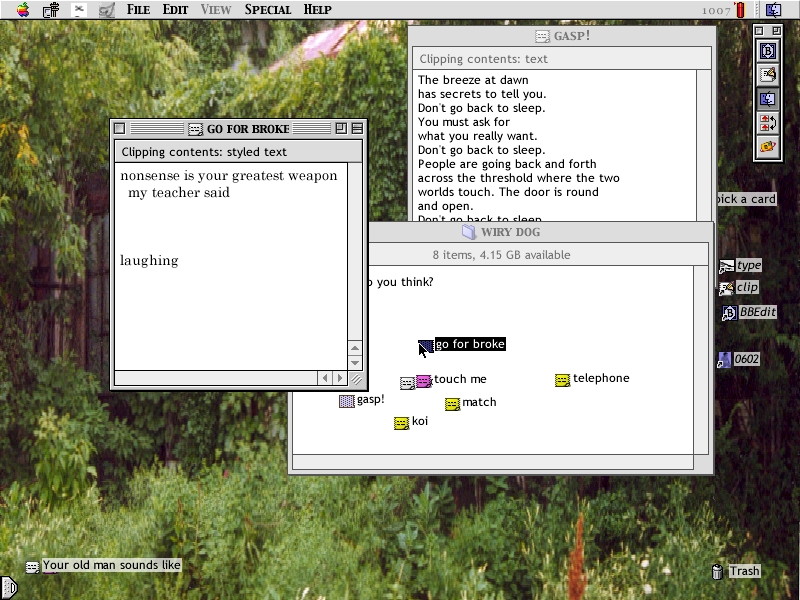 FILE EDIT VIEW SPECIAL HELP
1007
GASP!
Clipping contents: text
The breeze at dawn
has secrets to tell you.
Don't go back to sleep.
You must ask for
what you really want.
Don't go back to sleep.
People are going back and forth
across the threshold where the two
worlds touch. The door is round
and open.
Don't go back to sleep
GO FOR BROKE
Clipping contents: styled text
nonsense is your greatest weapon
my teacher said
laughing
WIRY DOG
8 items, 4.15 GB available
you think?
go for broke
touch me
telephone
gasp!
match
koi
pick a card
type
clip
BBEdit
0602
Your old man sounds like
Trash